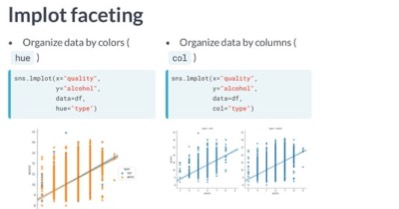 lmplot faceting
• Organize data by colors (
hue )
sns.lmplot(x="quality",
y="alcohol",
data=df,
hue="type")
• Organize data by columns (
col )
sns.lmplot(x="quality",
y="alcohol",
data=df,
col="type")